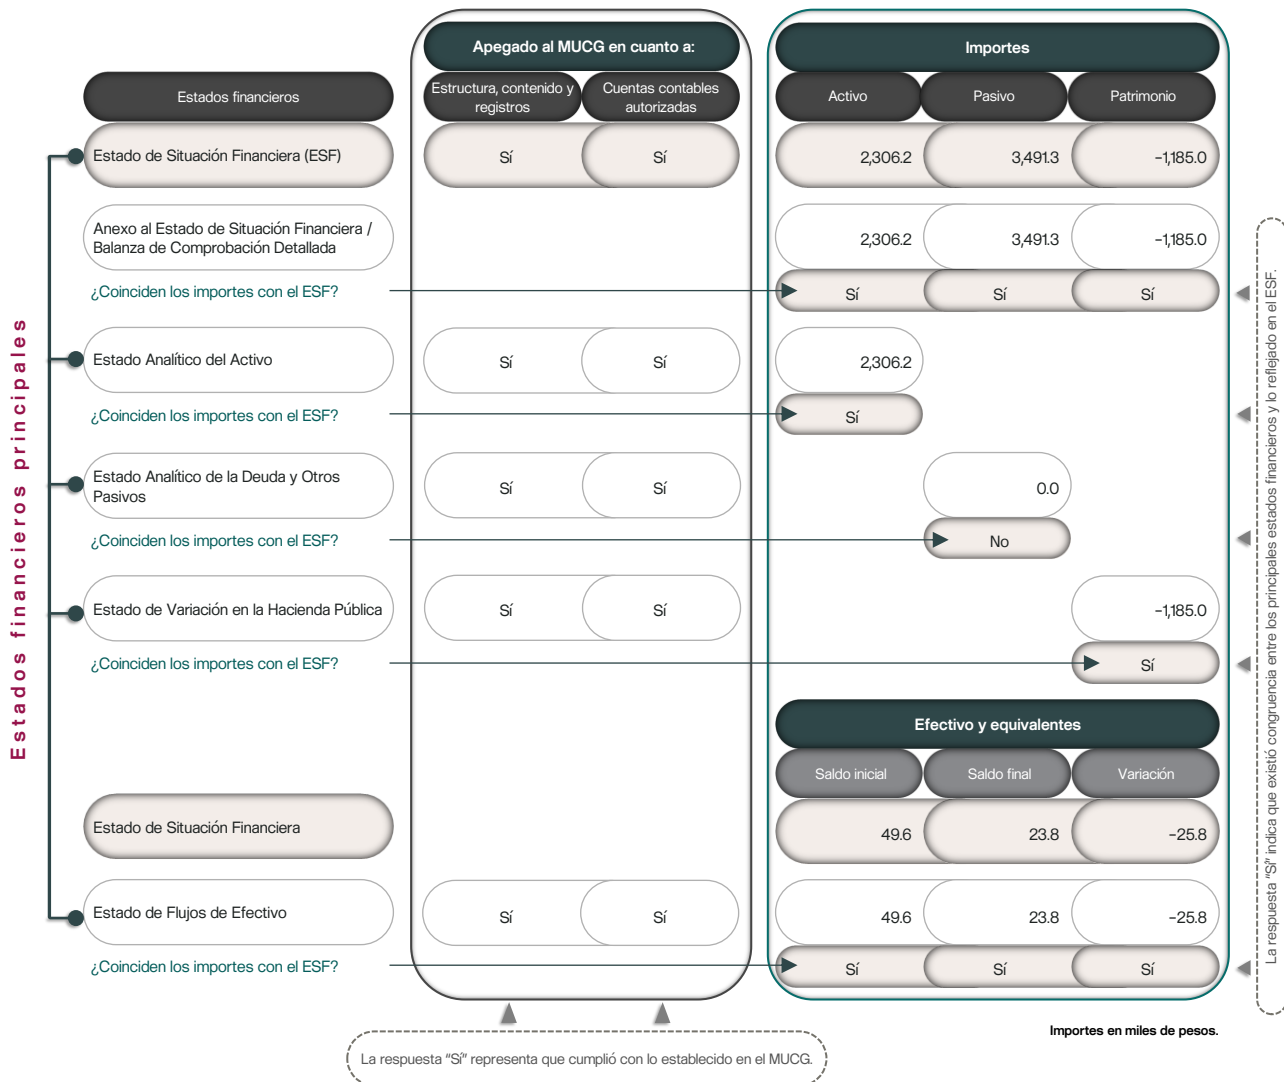 Apegado al MUCG en cuanto a:
Importes
Estados financieros
Estructura, contenido y
registros
Cuentas contables
autorizadas
Activo
Pasivo
Patrimonio
Estado de Situación Financiera (ESF)
Sí
Sí
2,306.2
3,491.3
-1,185.0
Anexo al Estado de Situación Financiera /
Balanza de Comprobación Detallada
2,306.2
3,491.3
-1,185.0
¿Coinciden los importes con el ESF?
Sí
Sí
Sí
Estado Analítico del Activo
Sí
Sí
2,306.2
¿Coinciden los importes con el ESF?
Sí
Estado Analítico de la Deuda y Otros
Pasivos
Sí
Sí
0.0
¿Coinciden los importes con el ESF?
No
Estado de Variación en la Hacienda Pública
Sí
Sí
-1,185.0
¿Coinciden los importes con el ESF?
Sí
Efectivo y equivalentes
Saldo inicial
Saldo final
Variación
Estado de Situación Financiera
49.6
23.8
-25.8
Estado de Flujos de Efectivo
Sí
Sí
49.6
23.8
-25.8
¿Coinciden los importes con el ESF?
Sí
Sí
Sí
Estados financieros principales
La respuesta "Sí" indica que existió congruencia entre los principales estados financieros y lo reflejado en el ESF.
Importes en miles de pesos.
La respuesta "Sí" representa que cumplió con lo establecido en el MUCG.